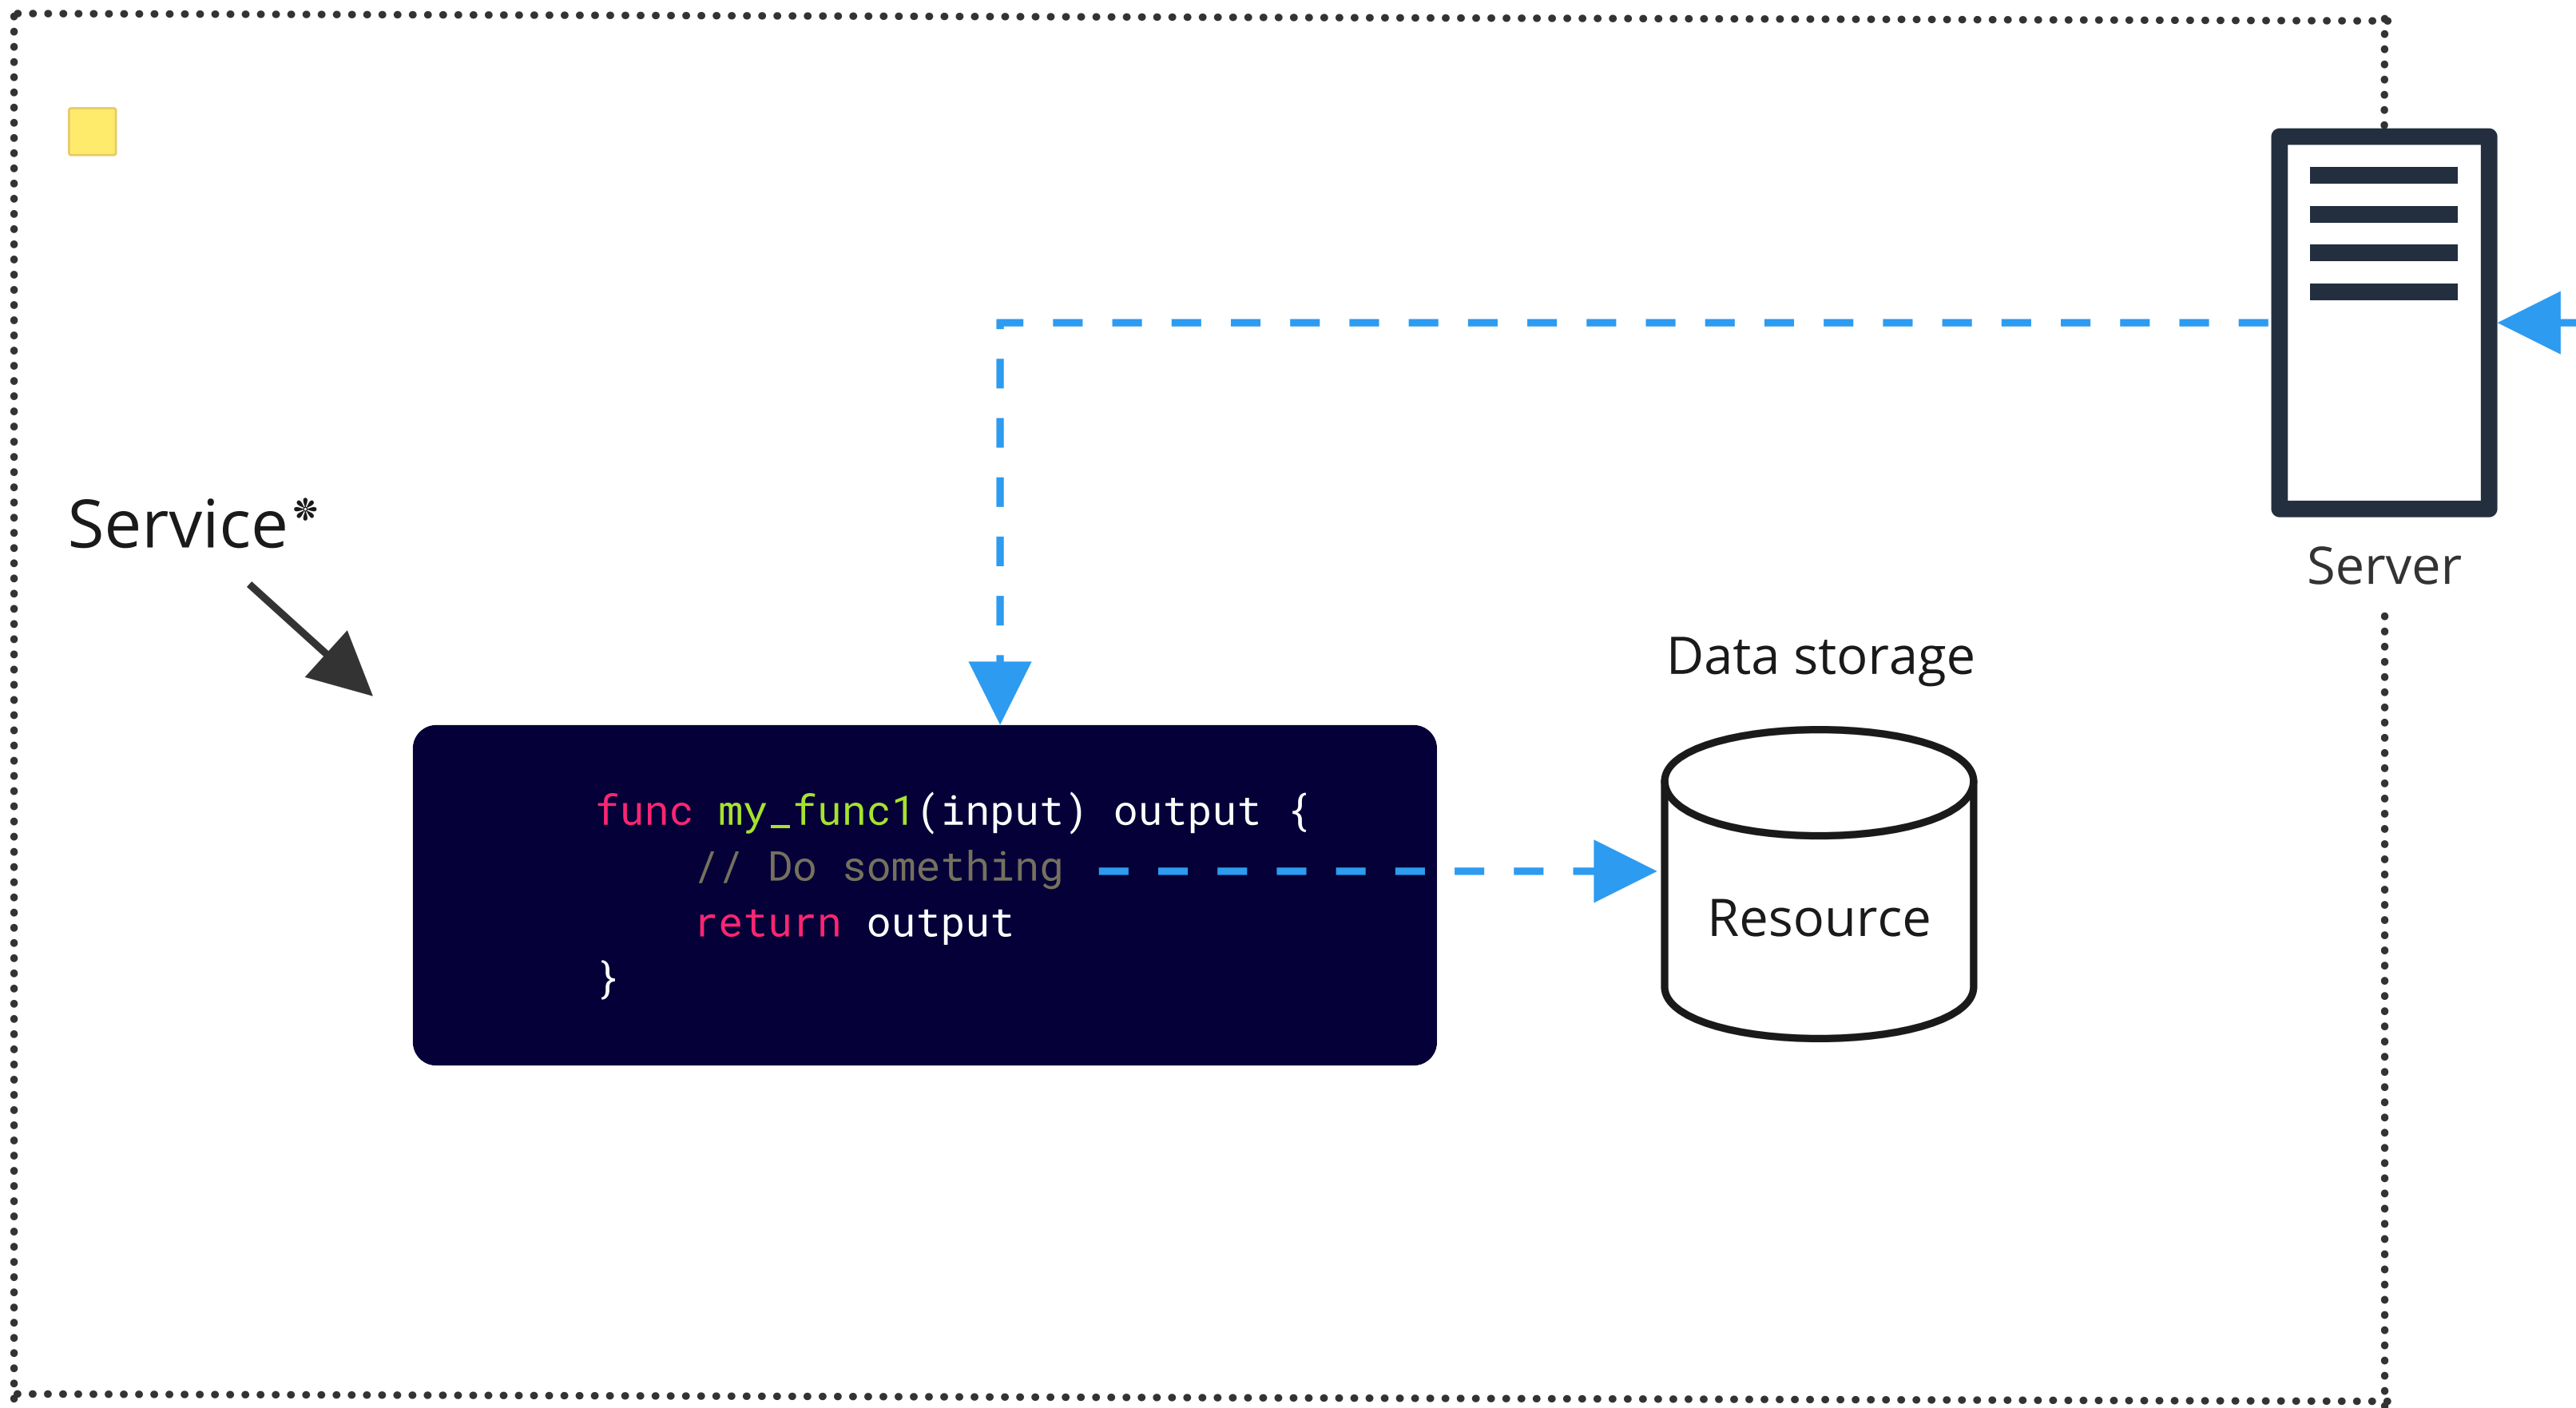 Service*
Server
Data storage
func my_func1(input) output {
// Do something
return output
}
Resource